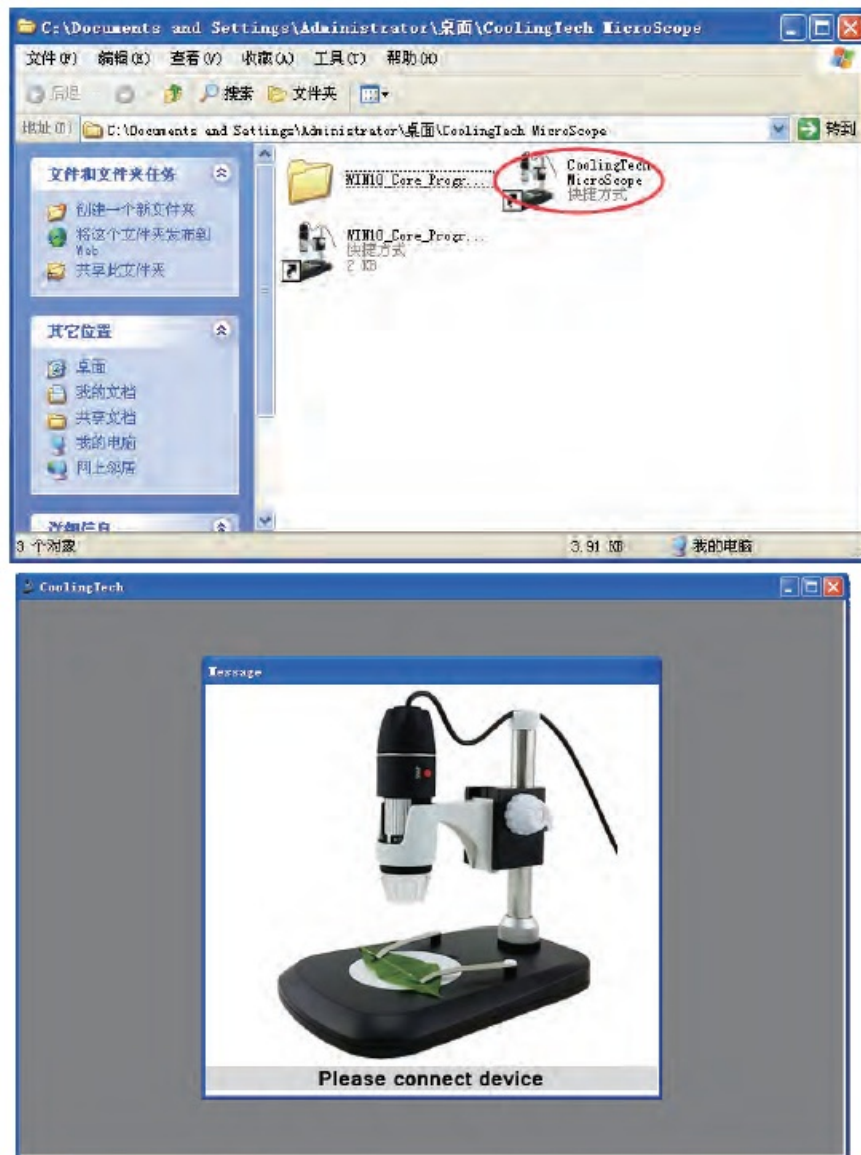 C:\Documents and Settings\Administrator\桌面\CoolingTech MicroScope
文件(F) 编辑(E) 查看(V) 收藏(A) 工具(T) 帮助(H)
后退 搜索 文件夹
地址(D) C:\Documents and Settings\Administrator\桌面\CoolingTech MicroScope 转到
文件和文件夹任务
创建一个新文件夹
将这个文件夹发布到
Web
共享此文件夹
其它位置
桌面
我的文档
共享文档
我的电脑
网上邻居
详细信息
WIN10_Core_Progr...
CoolingTech
MicroScope
快捷方式
WIN10_Core_Progr...
快捷方式
2 KB
3 个对象 3.91 KB 我的电脑
CoolingTech
Message
Please connect device